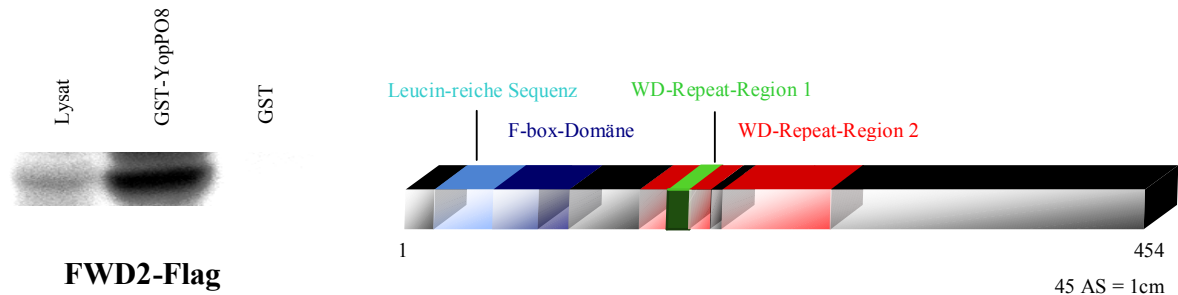 Lysat
GST-YopPO8
GST
FWD2-Flag
Leucin-reiche Sequenz
WD-Repeat-Region 1
F-box-Domäne
WD-Repeat-Region 2
1
454
45 AS = 1cm